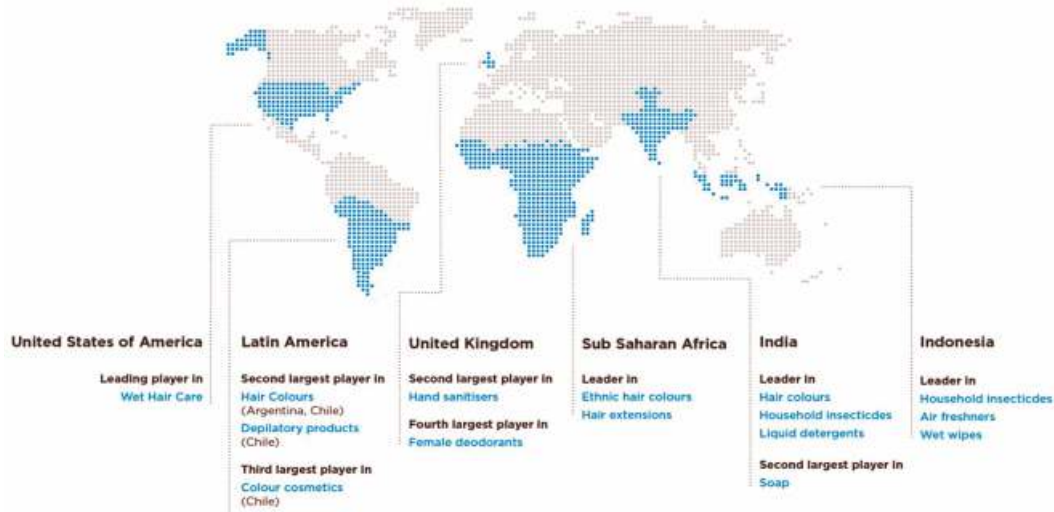 United States of America
Leading player in
Wet Hair Care
Latin America
Second largest player in
Hair Colours
(Argentina, Chile)
Depilatory products
(Chile)
Third largest player in
Colour cosmetics
(Chile)
United Kingdom
Second largest player in
Hand sanitisers
Fourth largest player in
Female deodorants
Sub Saharan Africa
Leader in
Ethnic hair colours
Hair extensions
India
Leader in
Hair colours
Household insecticdes
Liquid detergents
Second largest player in
Soap
Indonesia
Leader in
Household insecticdes
Air freshners
Wet wipes